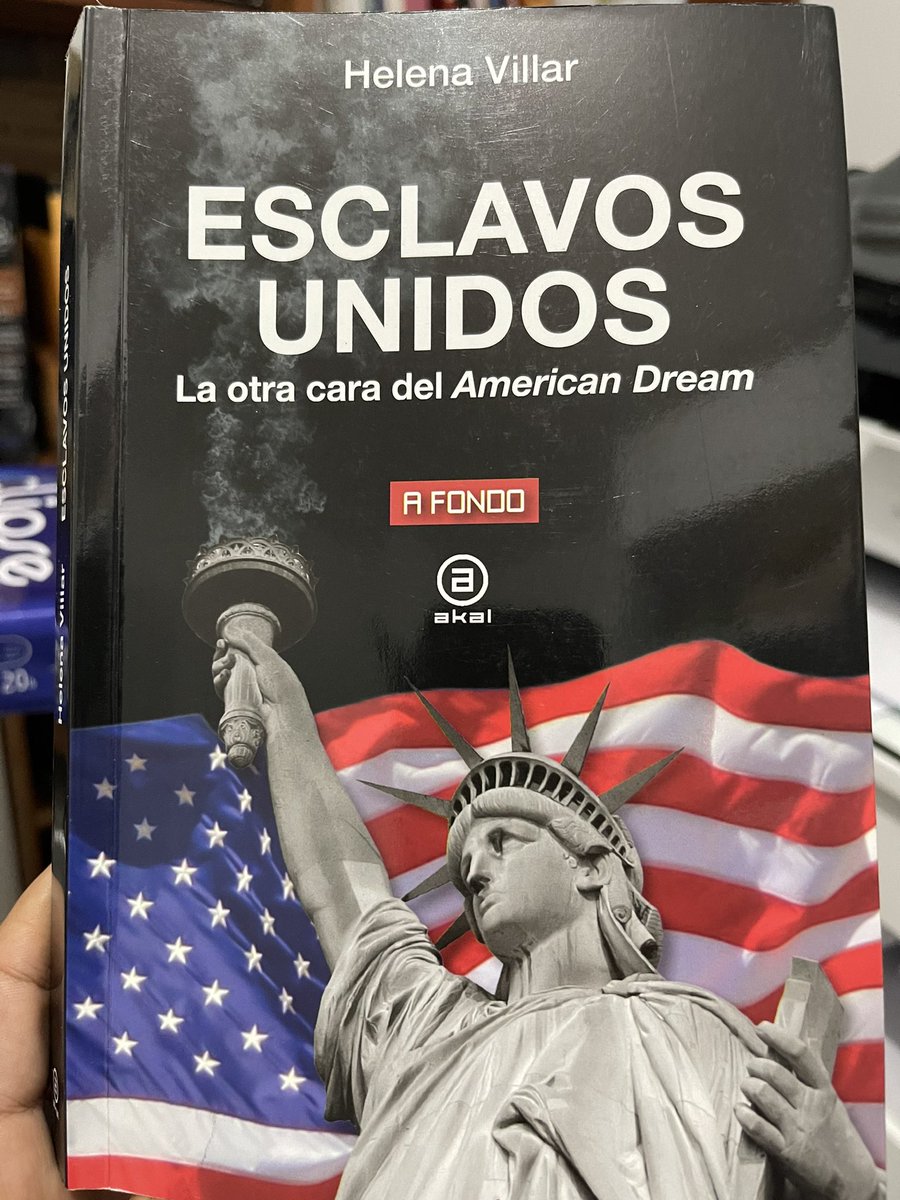 Helena Villar
ESCLAVOS
UNIDOS
La otra cara del American Dream
A FONDO
a
akal
Helena Villar ESCLAVOS UNIDOS